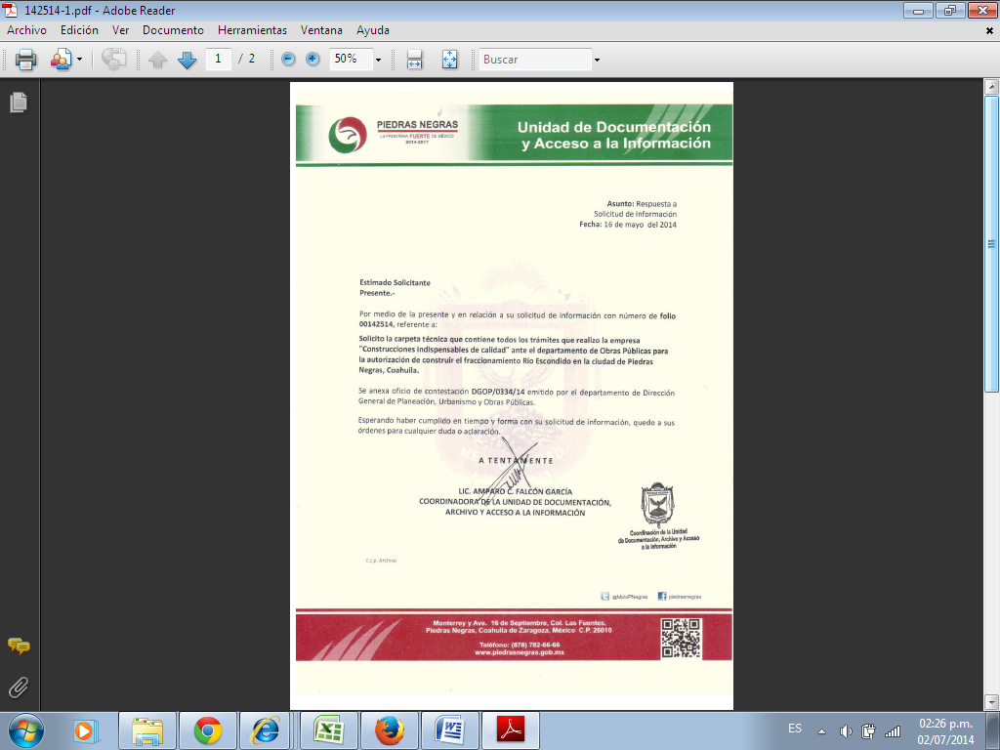 142514-1.pdf - Adobe Reader
Archivo Edición Ver Documento Herramientas Ventana Ayuda
1 / 2 50% Buscar
PIEDRAS NEGRAS
LA FRONTERA FUERTE DE MÉXICO
2014-2017
Unidad de Documentación
y Acceso a la Información
Asunto: Respuesta a
Solicitud de Información
Fecha: 16 de mayo del 2014
Estimado Solicitante
Presente.-
Por medio de la presente y en relación a su solicitud de información con número de folio
00142514, referente a:
Solicito la carpeta técnica que contiene todos los trámites que realizo la empresa
"Construcciones indispensables de calidad" ante el departamento de Obras Públicas para
la autorización de construir el fraccionamiento Río Escondido en la ciudad de Piedras
Negras, Coahuila.
Se anexa oficio de contestación DGOP/0334/14 emitido por el departamento de Dirección
General de Planeación, Urbanismo y Obras Públicas.
Esperando haber cumplido en tiempo y forma con su solicitud de información, quedo a sus
órdenes para cualquier duda o aclaración.
A T E N T A M E N T E
LIC. AMPARO C. FALCÓN GARCÍA
COORDINADORA DE LA UNIDAD DE DOCUMENTACIÓN,
ARCHIVO Y ACCESO A LA INFORMACIÓN
Coordinación de la Unidad
de Documentación, Archivo y Acceso
a la Información
C.c.p. Archivo
@MpioPNegras piedrasnegras
Monterrey y Ave. 16 de Septiembre, Col. Las Fuentes,
Piedras Negras, Coahuila de Zaragoza, México C.P. 26010
Teléfono: (878) 782-66-66
www.piedrasnegras.gob.mx
ES
02:26 p.m.
02/07/2014